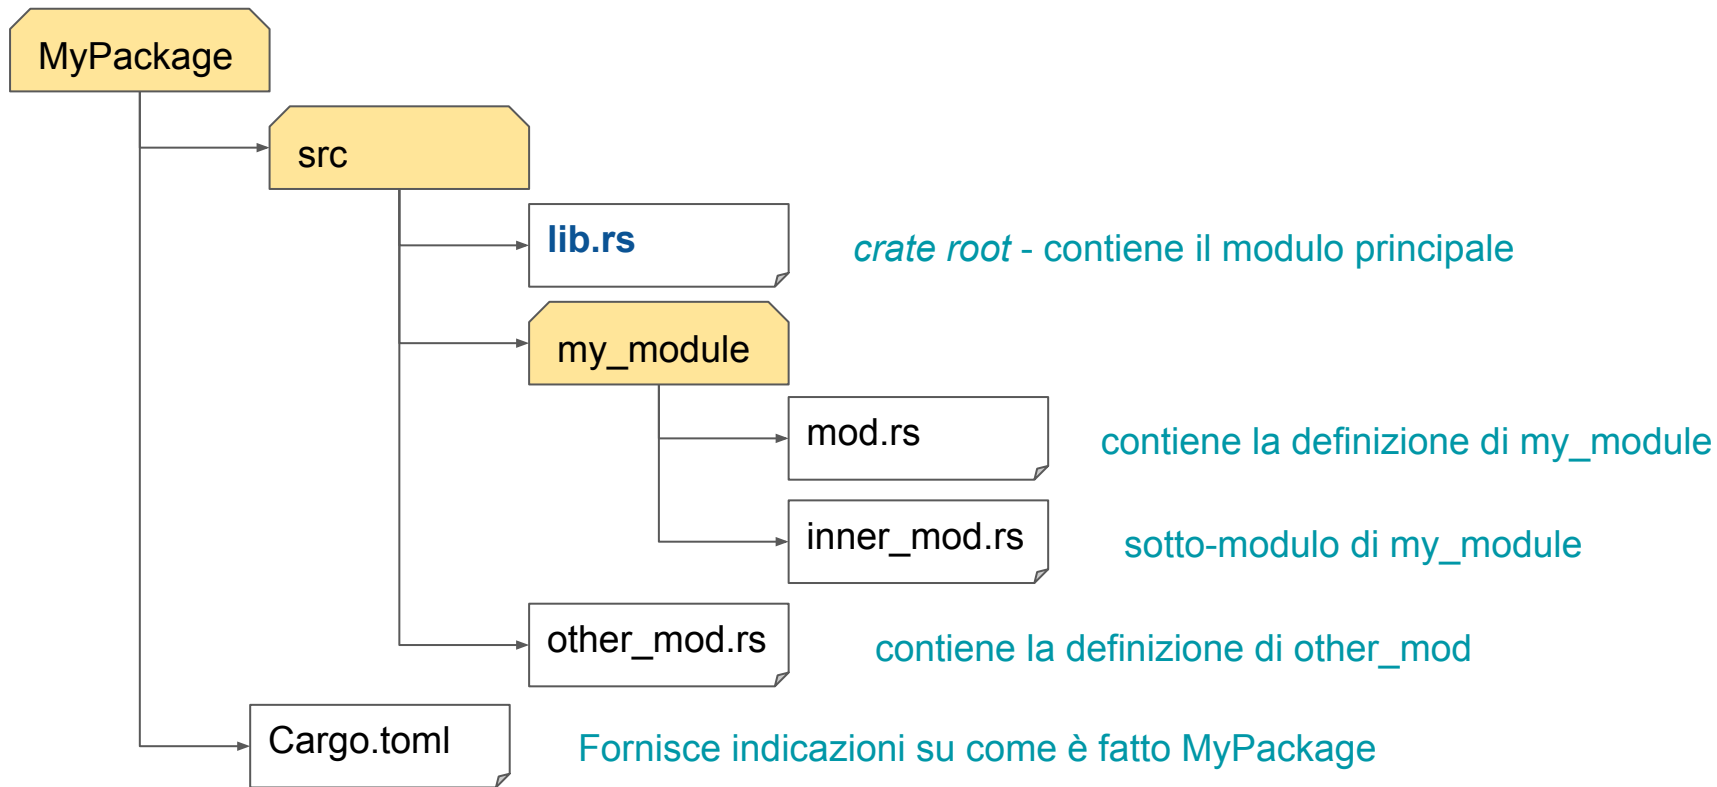 MyPackage
src
lib.rs
crate root - contiene il modulo principale
my_module
mod.rs
contiene la definizione di my_module
inner_mod.rs
sotto-modulo di my_module
other_mod.rs
contiene la definizione di other_mod
Cargo.toml
Fornisce indicazioni su come è fatto MyPackage